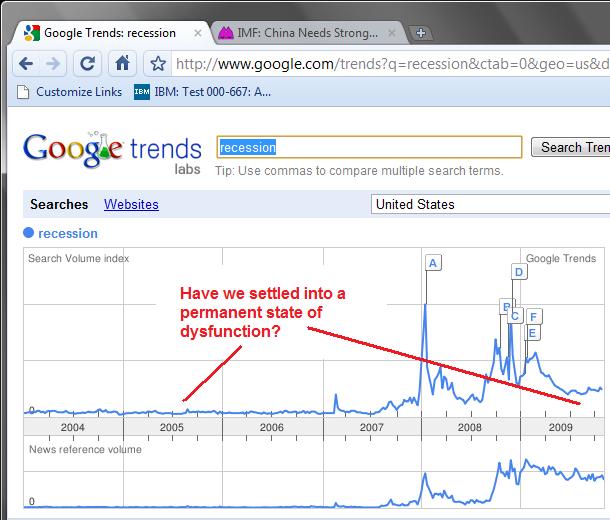 Google Trends: recession
IMF: China Needs Strong...
http://www.google.com/trends?q=recession&ctab=0&geo=us&d
Customize Links
IBM
IBM: Test 000-667: A...
Google trends
labs
recession
Search Tren
Tip: Use commas to compare multiple search terms.
Searches
Websites
United States
recession
Search Volume index
Google Trends
A
D
B
C
F
E
Have we settled into a
permanent state of
dysfunction?
0
2004
2005
2006
2007
2008
2009
News reference volume
0